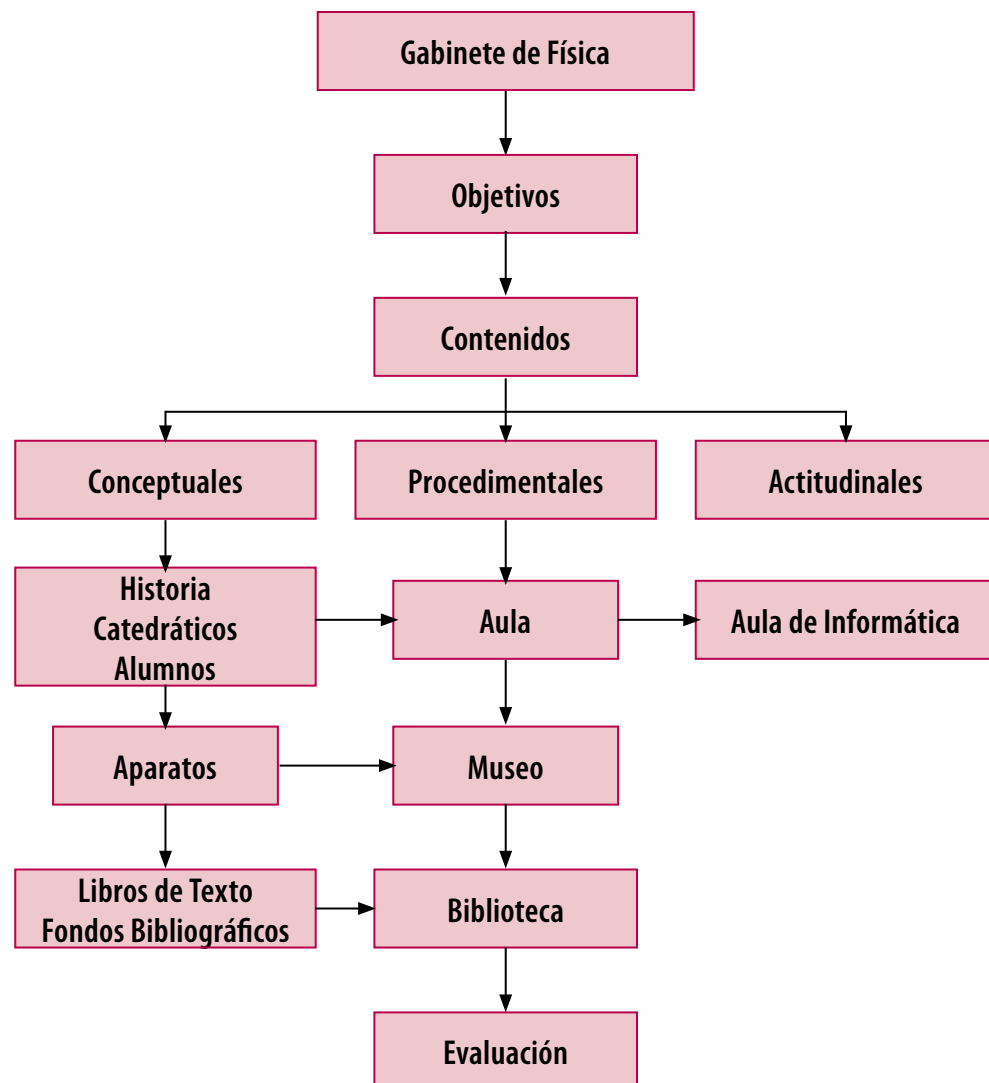 Gabinete de Física
Objetivos
Contenidos
Conceptuales
Procedimentales
Actitudinales
Historia
Catedráticos
Alumnos
Aula
Aula de Informática
Aparatos
Museo
Libros de Texto
Fondos Bibliográficos
Biblioteca
Evaluación